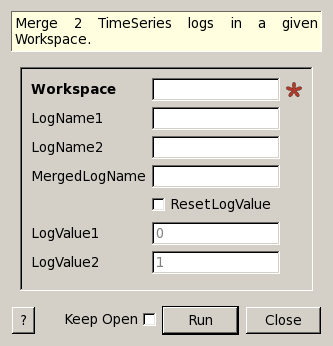 Merge 2 TimeSeries logs in a given
Workspace.
Workspace *
LogName1
LogName2
MergedLogName
ResetLogValue
LogValue1 0
LogValue2 1
? Keep Open Run Close